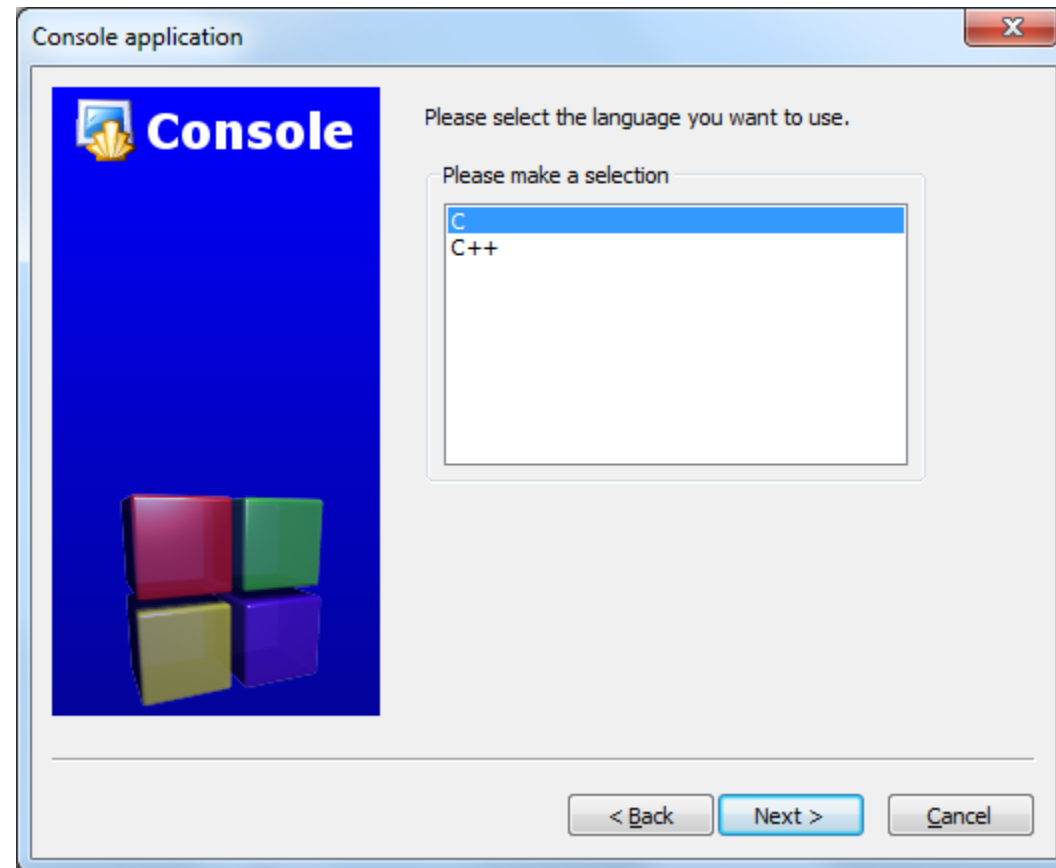 Console application
Console
Please select the language you want to use.
Please make a selection
C
C++
< Back
Next >
Cancel